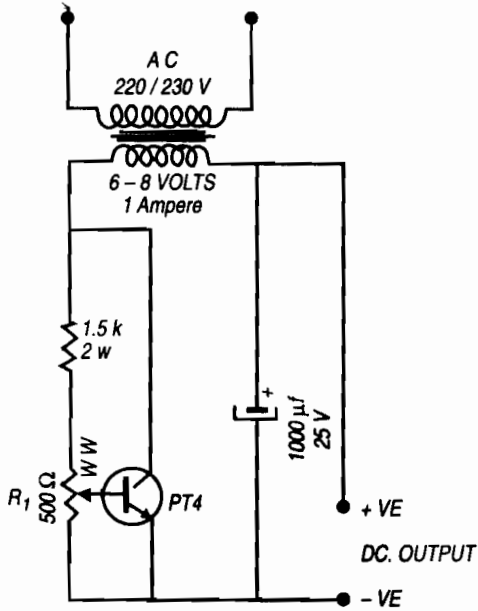 AC
220 / 230 V
6 – 8 VOLTS
1 Ampere
1.5 k
2 w
R1
500 Ω
W W
PT4
+
1000 µf
25 V
+ VE
DC. OUTPUT
– VE